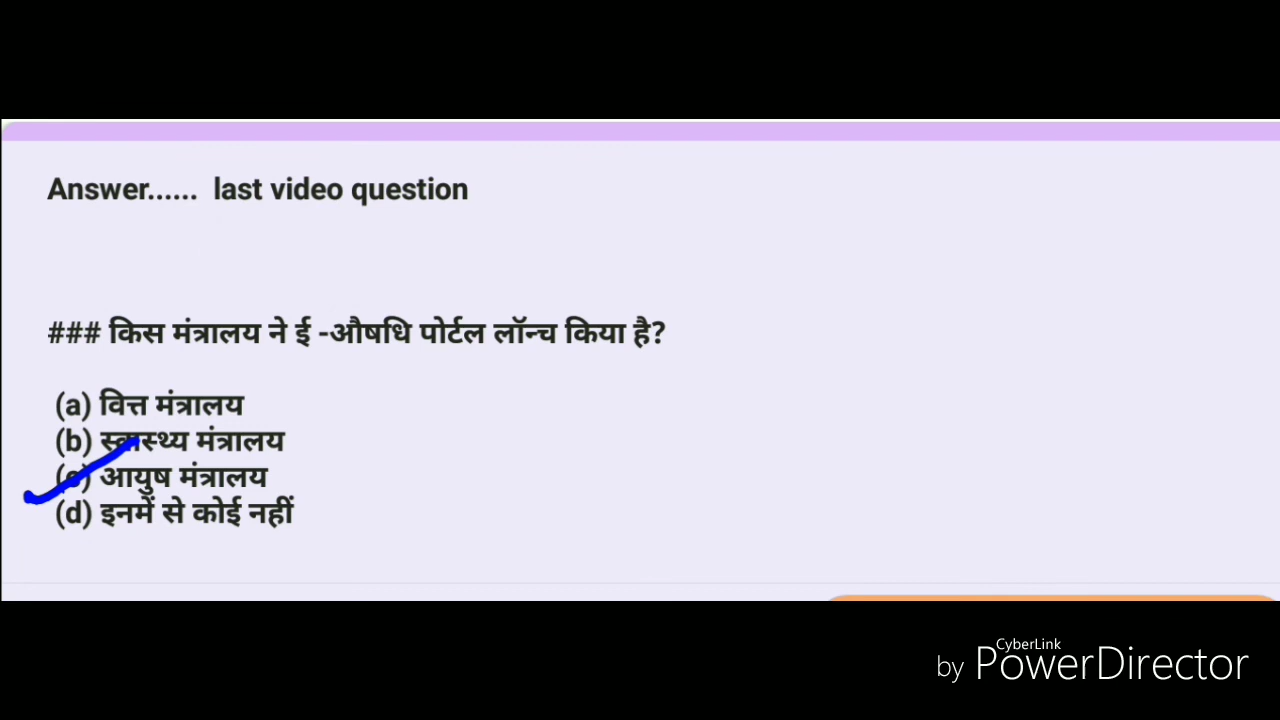 Answer...... last video question
### किस मंत्रालय ने ई -औषधि पोर्टल लॉन्च किया है?
(a) वित्त मंत्रालय
(b) स्वास्थ्य मंत्रालय
(c) आयुष मंत्रालय
(d) इनमें से कोई नहीं
CyberLink
by PowerDirector